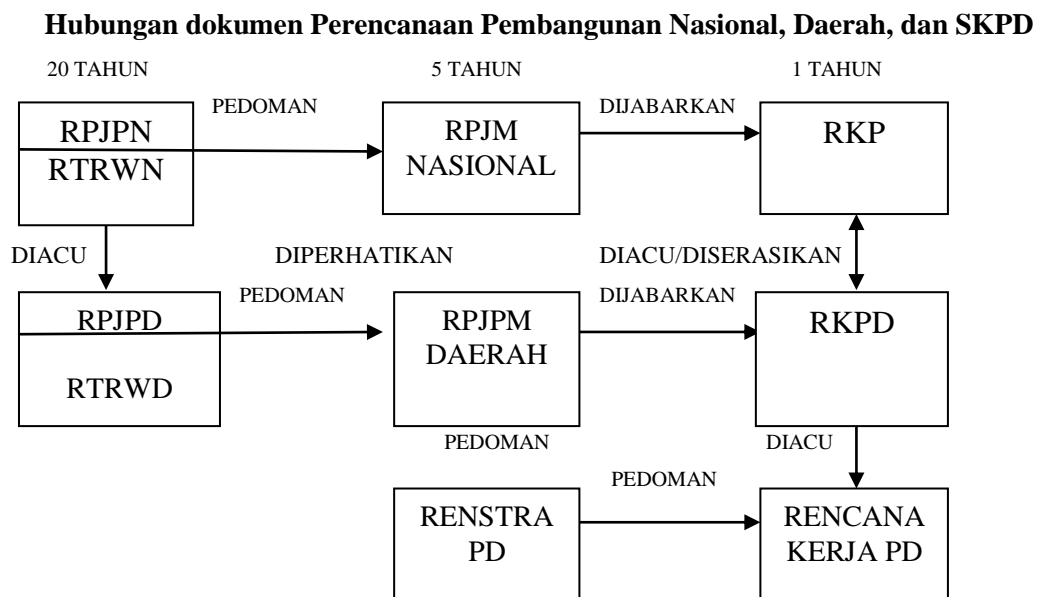 Hubungan dokumen Perencanaan Pembangunan Nasional, Daerah, dan SKPD
20 TAHUN
5 TAHUN
1 TAHUN
PEDOMAN
DIJABARKAN
RPJPN
RTRWN
RPJM
NASIONAL
RKP
DIACU
DIPERHATIKAN
DIACU/DISERASIKAN
PEDOMAN
DIJABARKAN
RPJPD
RTRWD
RPJPM
DAERAH
RKPD
PEDOMAN
DIACU
PEDOMAN
RENSTRA
PD
RENCANA
KERJA PD